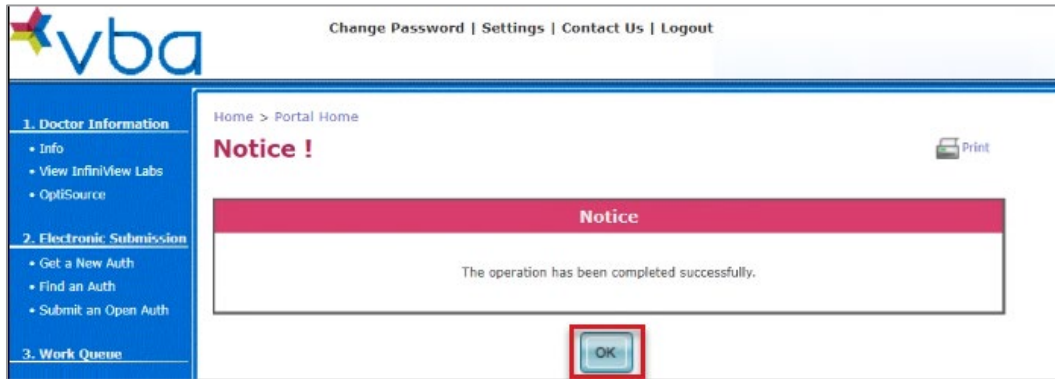 vba
Change Password | Settings | Contact Us | Logout
1. Doctor Information
• Info
• View InfiniView Labs
• OptiSource
2. Electronic Submission
• Get a New Auth
• Find an Auth
• Submit an Open Auth
3. Work Queue
Home > Portal Home
Notice !
Print
Notice
The operation has been completed successfully.
OK